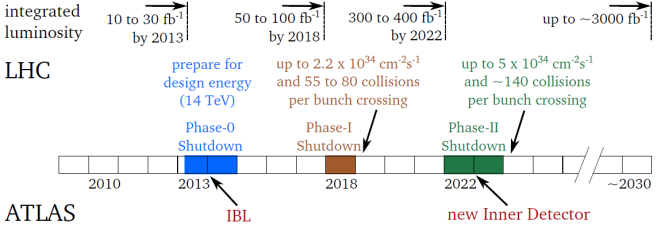 integrated luminosity
10 to 30 fb⁻¹ by 2013
50 to 100 fb⁻¹ by 2018
300 to 400 fb⁻¹ by 2022
up to ~3000 fb⁻¹
LHC
prepare for
design energy
(14 TeV)
up to 2.2 x 10³⁴ cm⁻²s⁻¹
and 55 to 80 collisions
per bunch crossing
up to 5 x 10³⁴ cm⁻²s⁻¹
and ~140 collisions
per bunch crossing
Phase-0
Shutdown
Phase-I
Shutdown
Phase-II
Shutdown
2010
2013
2018
2022
~2030
ATLAS
IBL
new Inner Detector